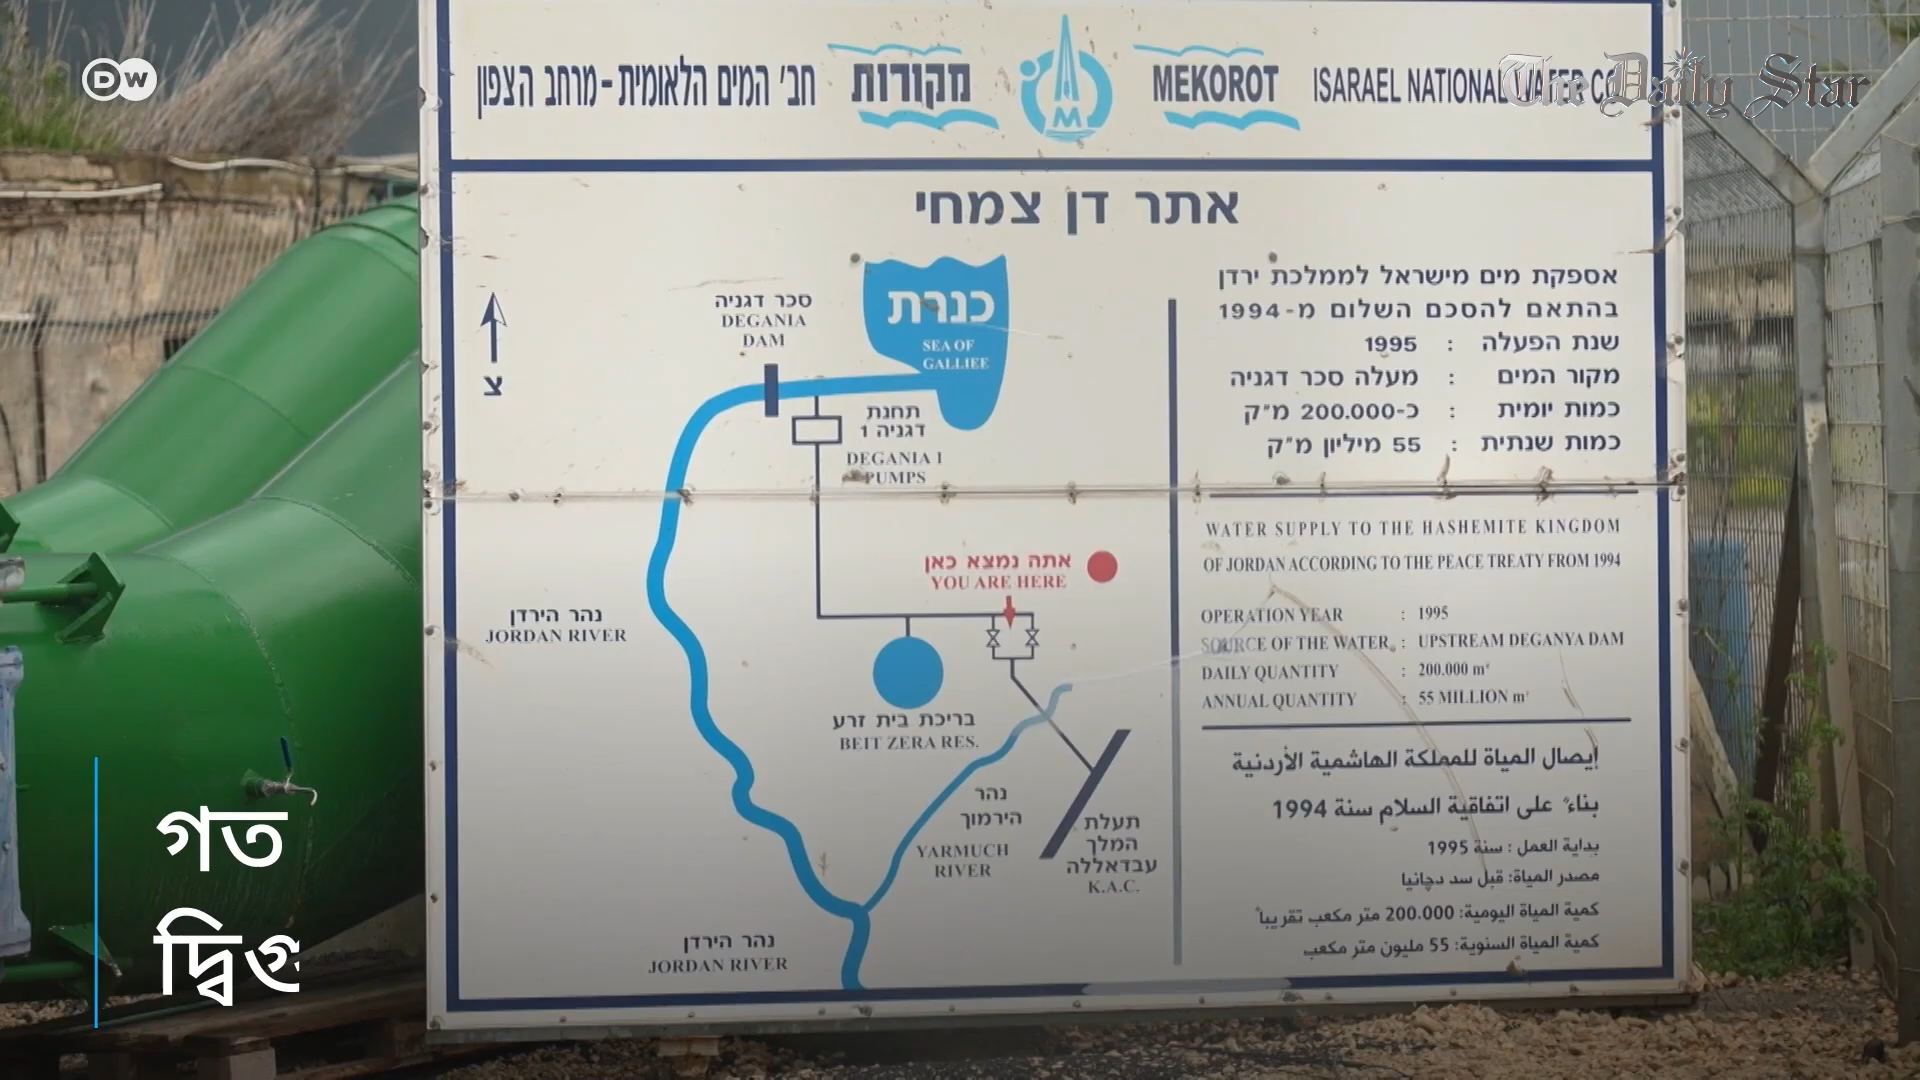 DW
The Daily Star
חב׳ המים הלאומית - מרחב הצפון
מקורות
M
MEKOROT
ISARAEL NATIONAL WATER CO
אתר דן צמחי
צ
סכר דגניה
DEGANIA
DAM
כנרת
SEA OF
GALLIEE
תחנת
דגניה 1
DEGANIA I
PUMPS
אתה נמצא כאן
YOU ARE HERE
נהר הירדן
JORDAN RIVER
בריכת בית זרע
BEIT ZERA RES.
נהר
הירמוך
YARMUCH
RIVER
תעלת
המלך
עבדאללה
K.A.C.
נהר הירדן
JORDAN RIVER
אספקת מים מישראל לממלכת ירדן
בהתאם להסכם השלום מ-1994
שנת הפעלה : 1995
מקור המים : מעלה סכר דגניה
כמות יומית : כ-200.000 מ"ק
כמות שנתית : 55 מיליון מ"ק
WATER SUPPLY TO THE HASHEMITE KINGDOM
OF JORDAN ACCORDING TO THE PEACE TREATY FROM 1994
OPERATION YEAR : 1995
SOURCE OF THE WATER. : UPSTREAM DEGANYA DAM
DAILY QUANTITY : 200.000 m³
ANNUAL QUANTITY : 55 MILLION m³
إيصال المياة للمملكة الهاشمية الأردنية
بناءً على اتفاقية السلام سنة 1994
بداية العمل : سنة 1995
مصدر المياة: قبل سد دچانيا
كمية المياة اليومية: 200.000 متر مكعب تقريباً
كمية المياة السنوية: 55 مليون متر مكعب
গত